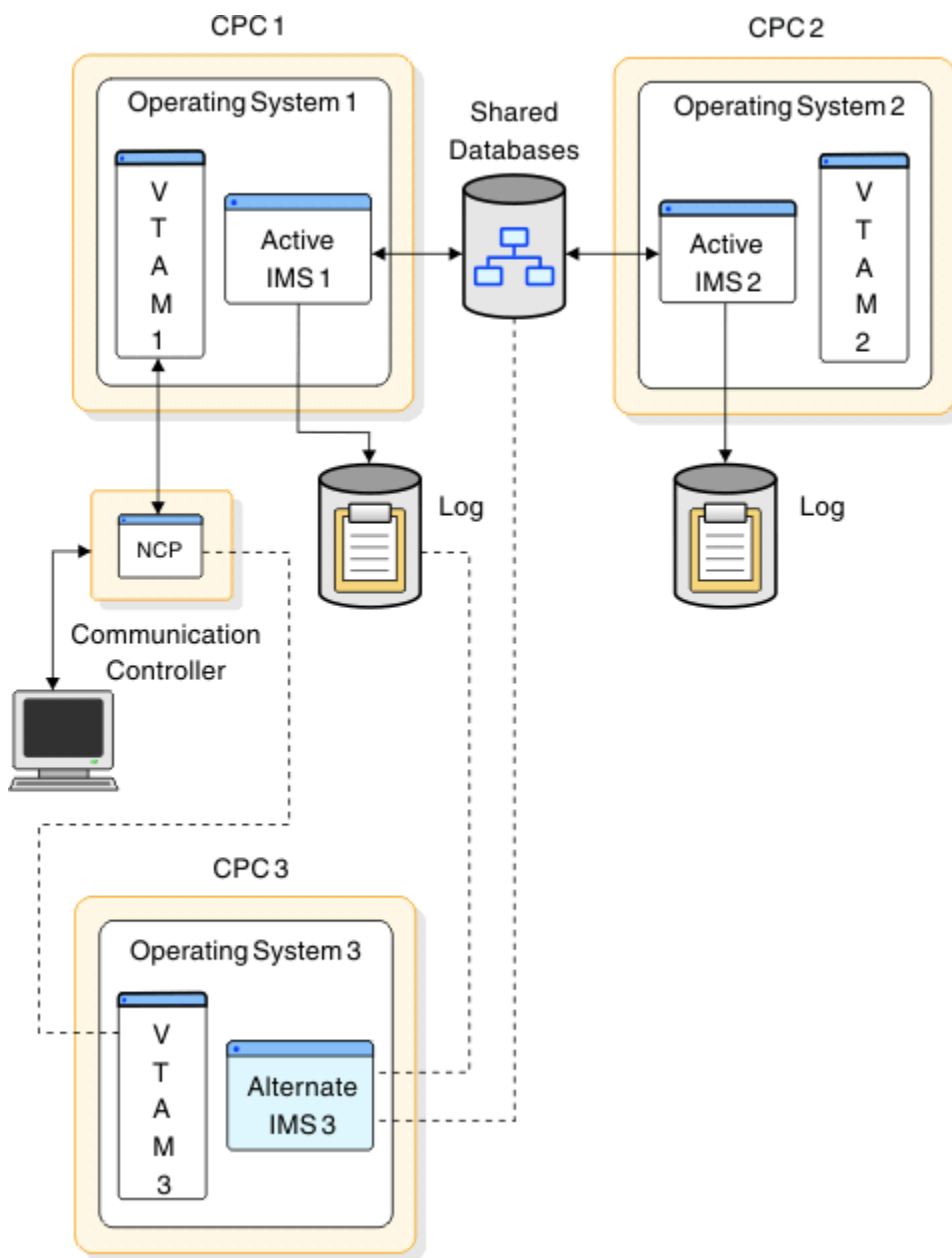 CPC 1
CPC 2
Operating System 1
V
T
A
M
1
Active
IMS 1
Shared
Databases
Operating System 2
Active
IMS 2
V
T
A
M
2
NCP
Log
Log
Communication
Controller
CPC 3
Operating System 3
V
T
A
M
3
Alternate
IMS 3